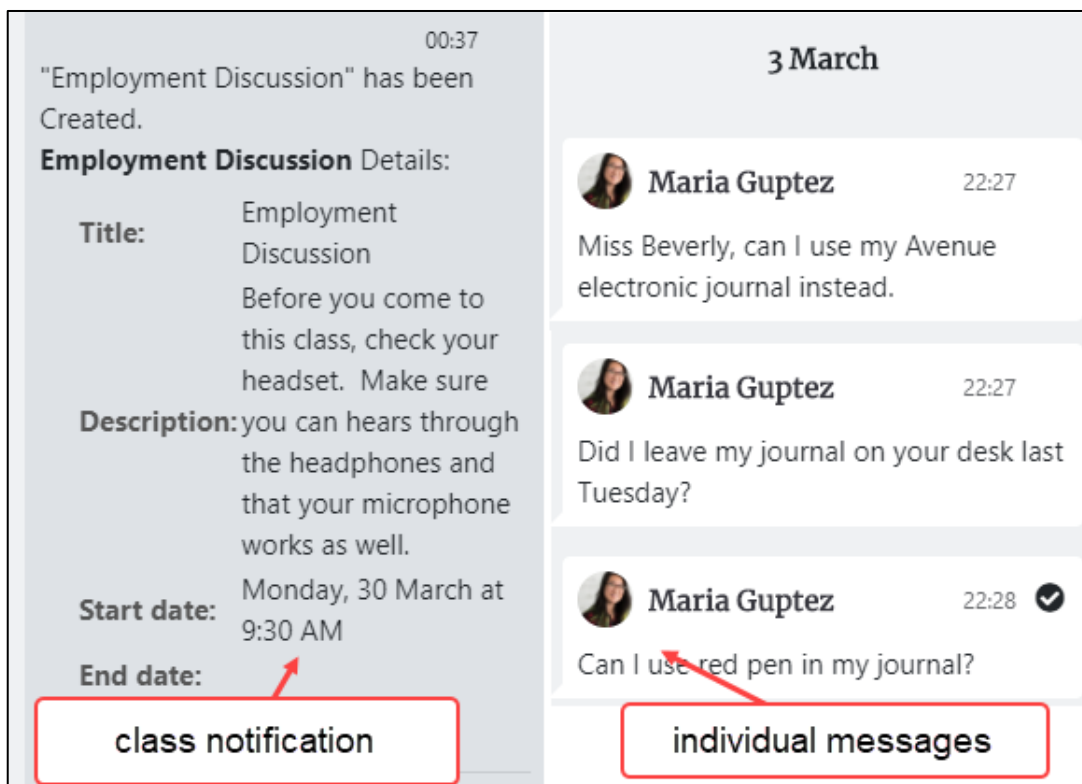 00:37
"Employment Discussion" has been
Created.
Employment Discussion Details:
Title:
Employment
Discussion
Description:
Before you come to
this class, check your
headset. Make sure
you can hears through
the headphones and
that your microphone
works as well.
Start date:
Monday, 30 March at
9:30 AM
End date:
class notification
3 March
Maria Guptez 22:27
Miss Beverly, can I use my Avenue
electronic journal instead.
Maria Guptez 22:27
Did I leave my journal on your desk last
Tuesday?
Maria Guptez 22:28
Can I use red pen in my journal?
individual messages